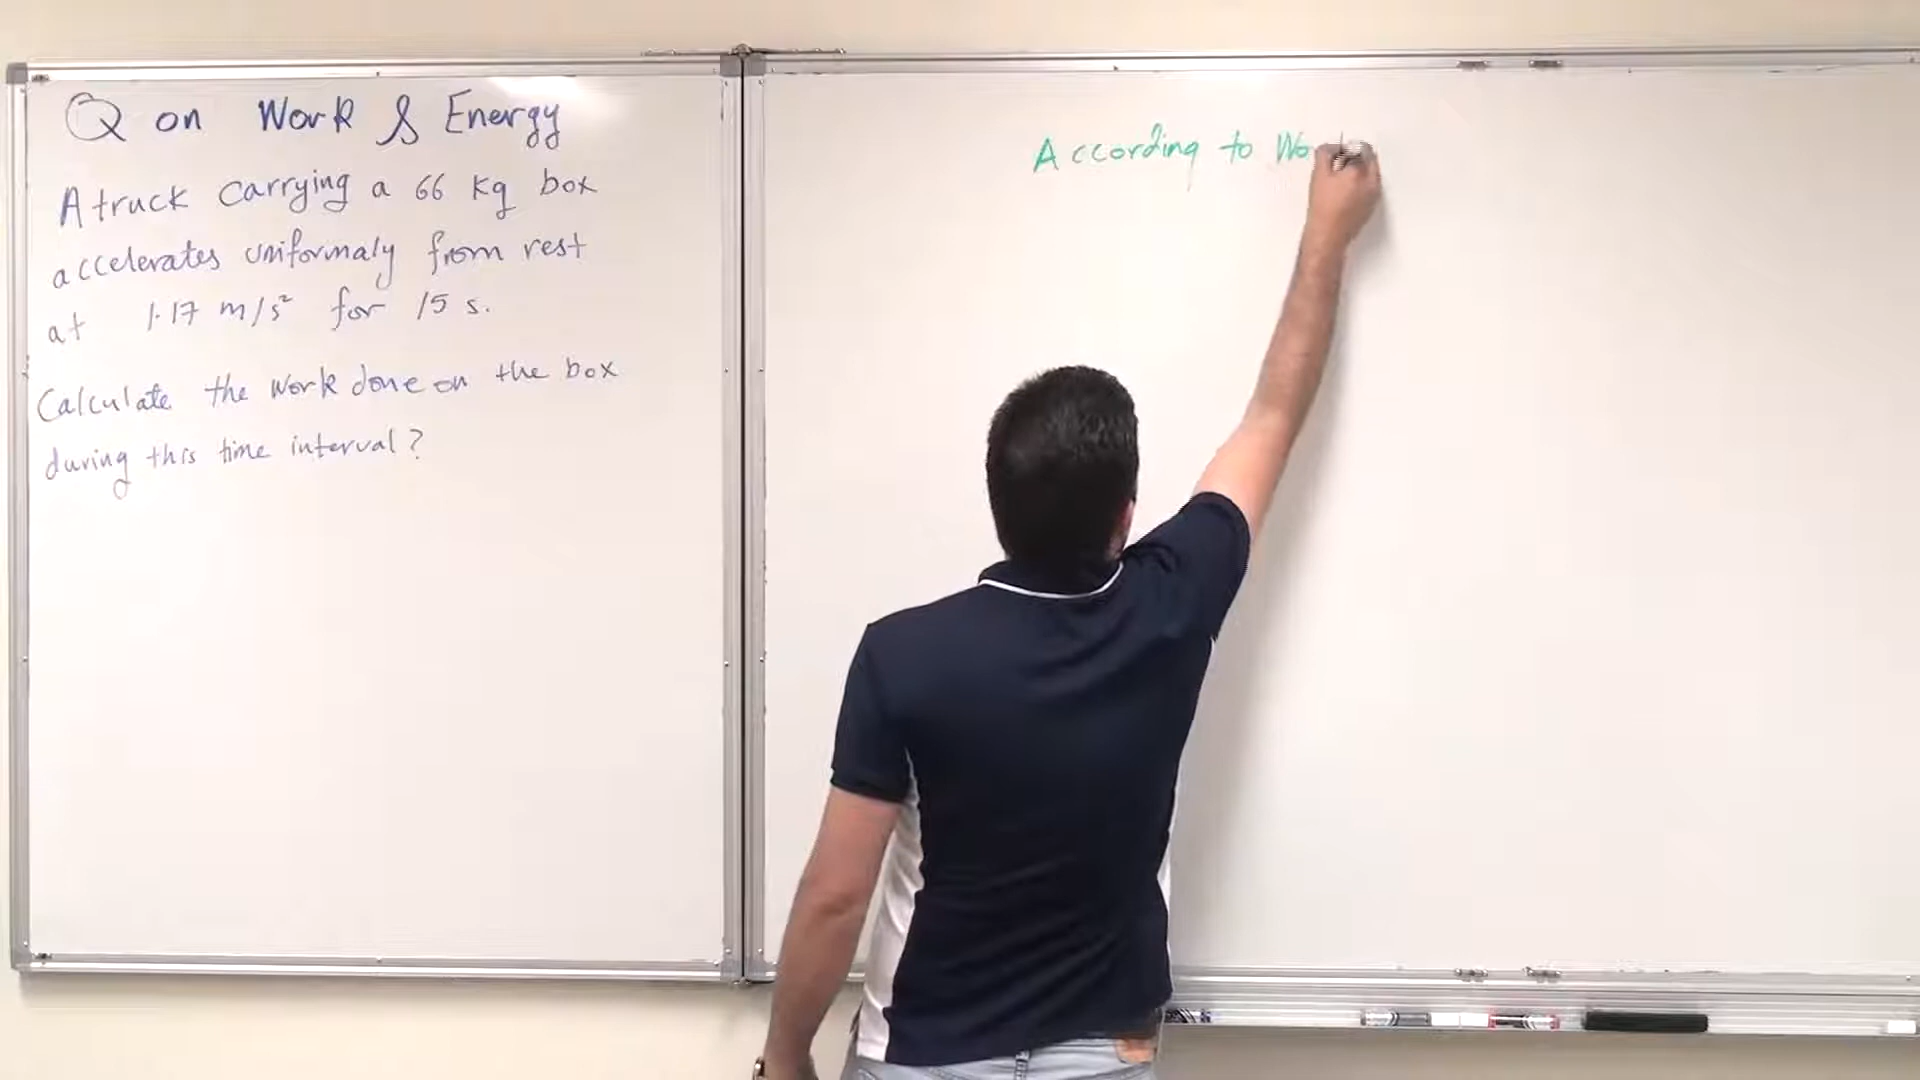 Q on Work & Energy
A truck carrying a 66 kg box
accelerates uniformaly from rest
at 1.17 m/s² for 15 s.
Calculate the work done on the box
during this time interval?
According to Work